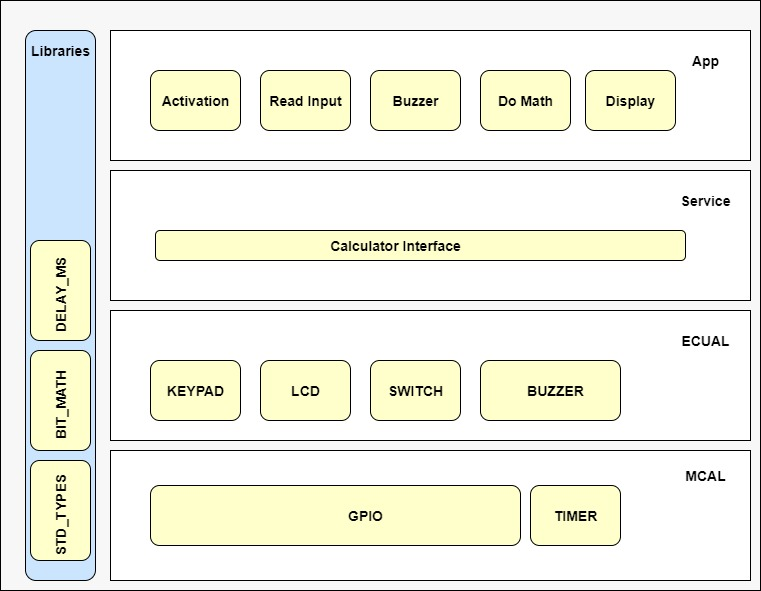 Libraries
DELAY_MS
BIT_MATH
STD_TYPES
App
Activation
Read Input
Buzzer
Do Math
Display
Service
Calculator Interface
ECUAL
KEYPAD
LCD
SWITCH
BUZZER
MCAL
GPIO
TIMER